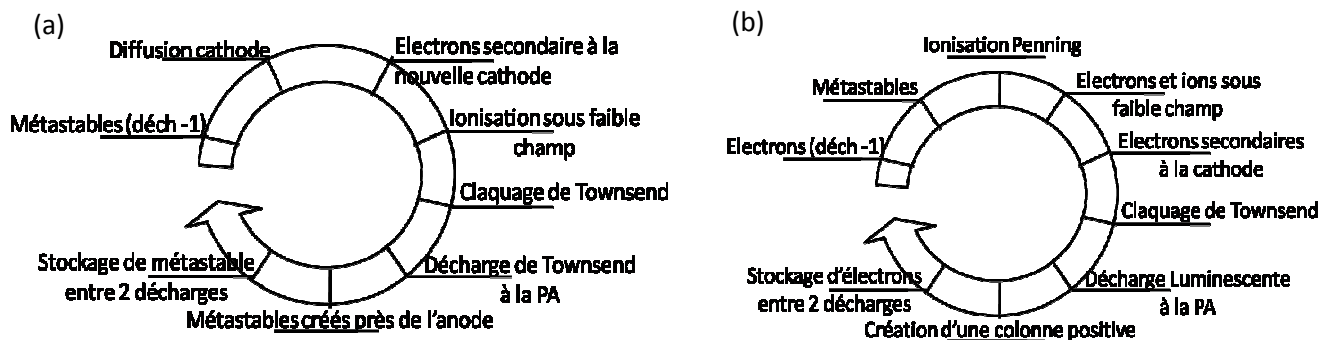 (a)
Diffusion cathode
Electrons secondaire à la
nouvelle cathode
Métastables (déch -1)
Ionisation sous faible
champ
Claquage de Townsend
Décharge de Townsend
à la PA
Stockage de métastable
entre 2 décharges
Métastables créés près de l'anode
(b)
Ionisation Penning
Métastables
Electrons et ions sous
faible champ
Electrons (déch -1)
Electrons secondaires
à la cathode
Claquage de Townsend
Stockage d'électrons
entre 2 décharges
Décharge Luminescente
à la PA
Création d'une colonne positive